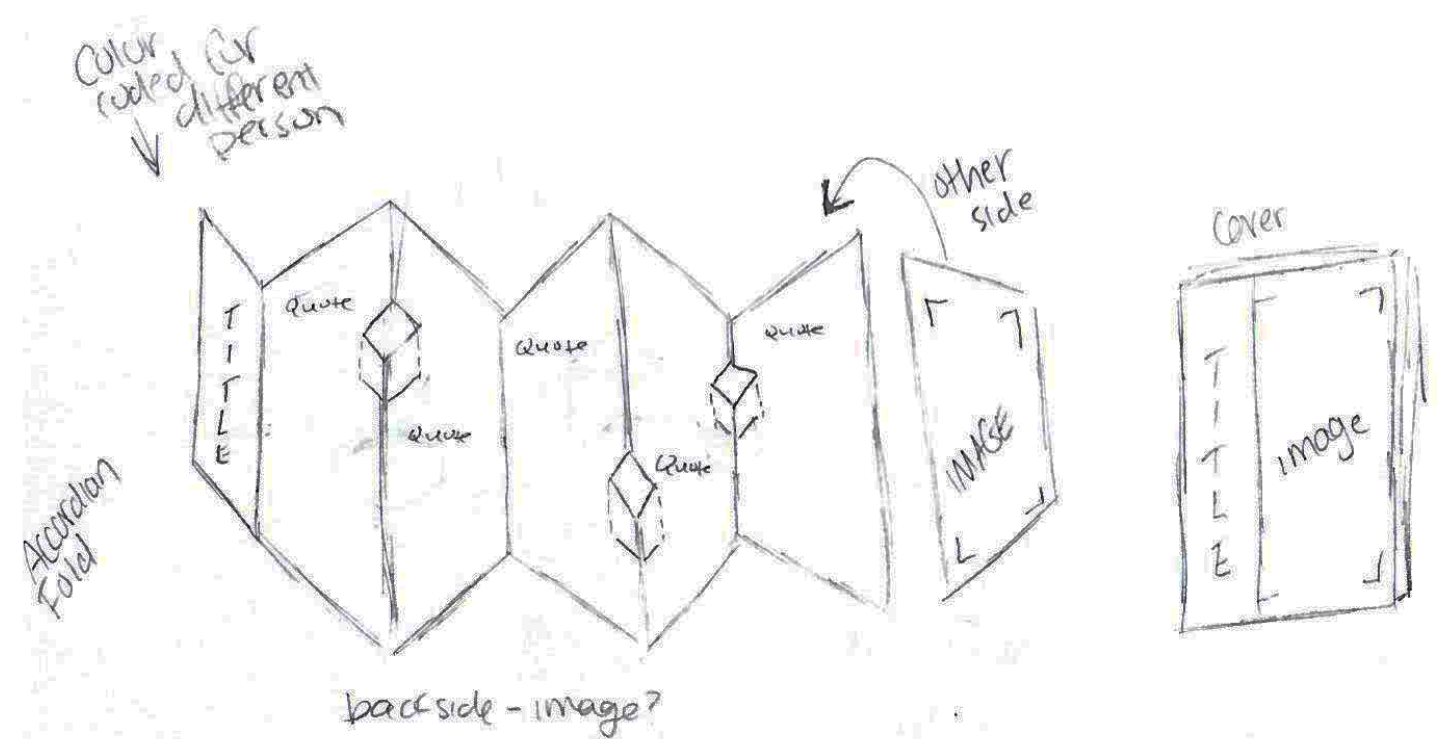 Color
coded for
different
person
other
side
Cover
TITLE
Quote
Quote
Quote
Quote
Quote
IMAGE
TITLE
image
Accordian
Fold
backside - image?